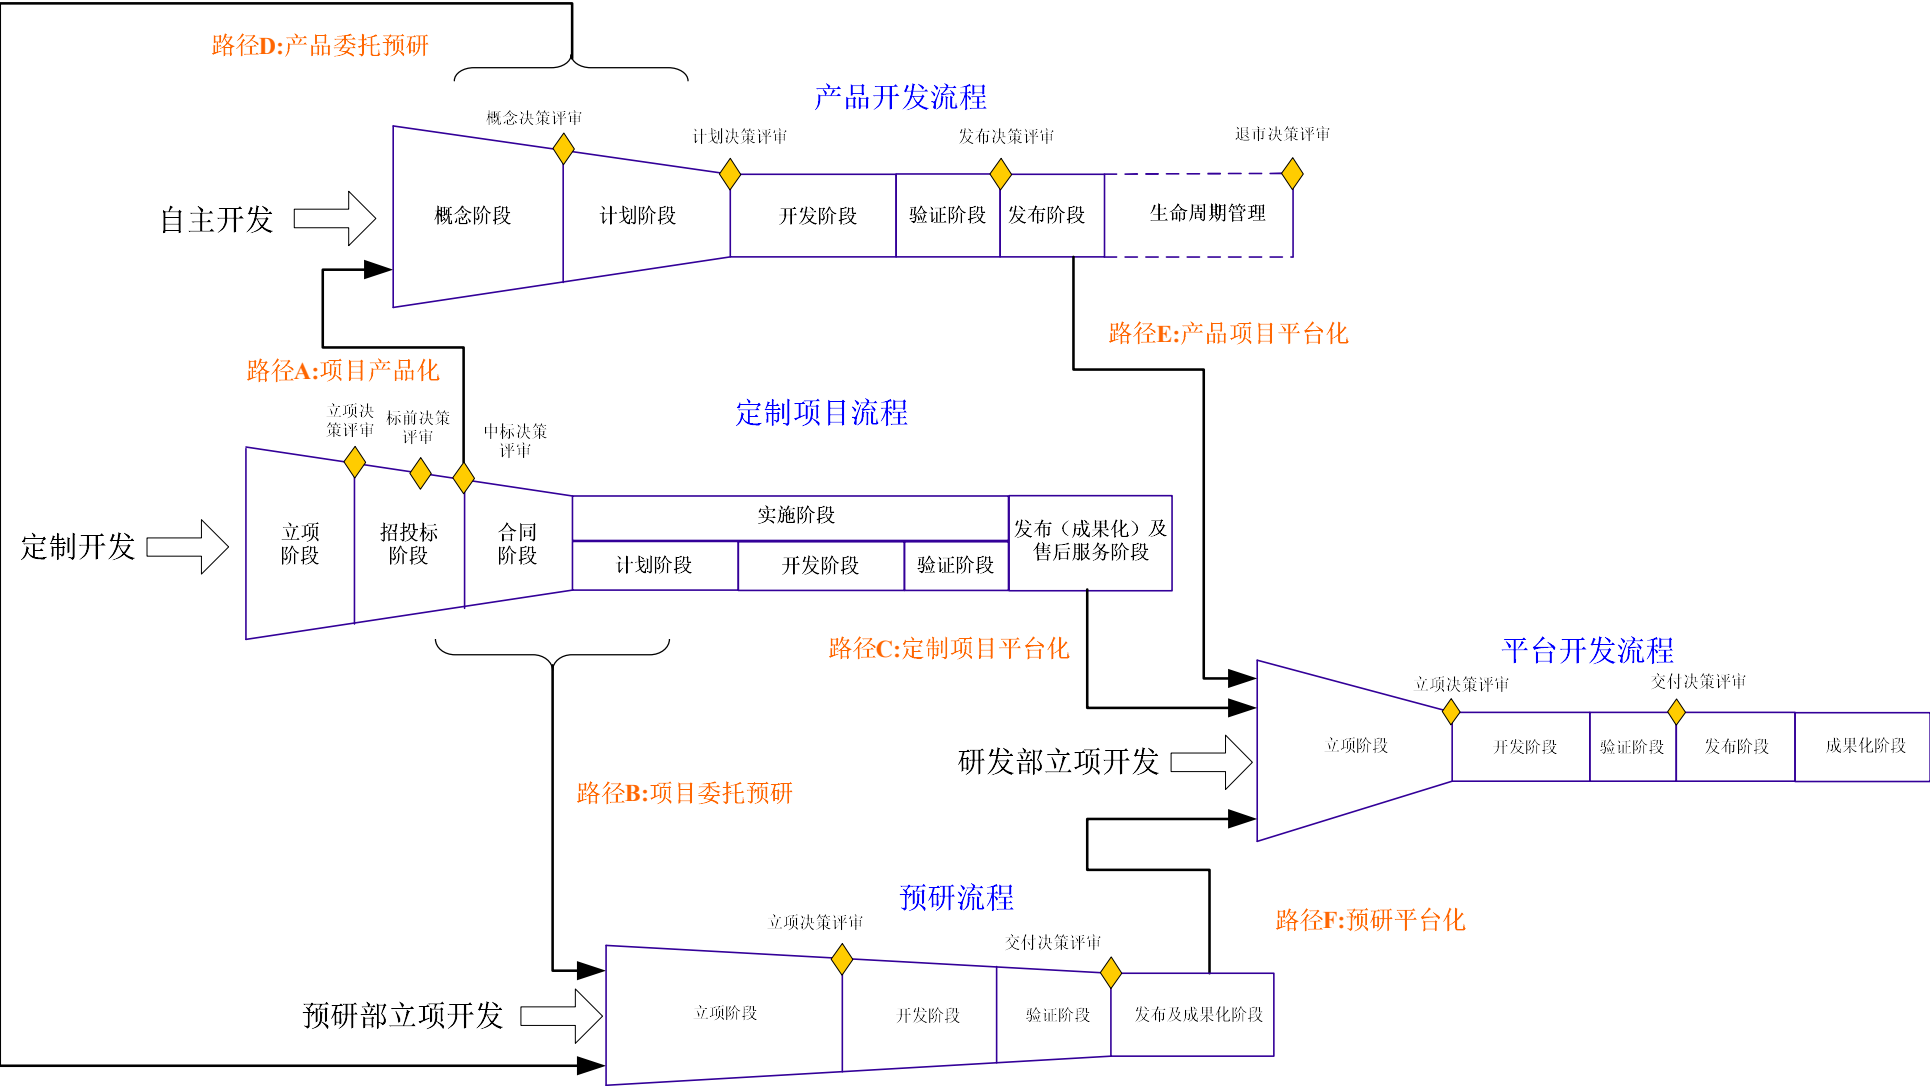 路径D:产品委托预研
产品开发流程
概念决策评审
计划决策评审
发布决策评审
退市决策评审
自主开发
概念阶段
计划阶段
开发阶段
验证阶段
发布阶段
生命周期管理
路径E:产品项目平台化
路径A:项目产品化
定制项目流程
立项决
策评审
标前决策
评审
中标决策
评审
定制开发
立项
阶段
招投标
阶段
合同
阶段
实施阶段
计划阶段
开发阶段
验证阶段
发布（成果化）及
售后服务阶段
路径C:定制项目平台化
平台开发流程
立项决策评审
交付决策评审
研发部立项开发
立项阶段
开发阶段
验证阶段
发布阶段
成果化阶段
路径B:项目委托预研
预研流程
路径F:预研平台化
立项决策评审
交付决策评审
预研部立项开发
立项阶段
开发阶段
验证阶段
发布及成果化阶段